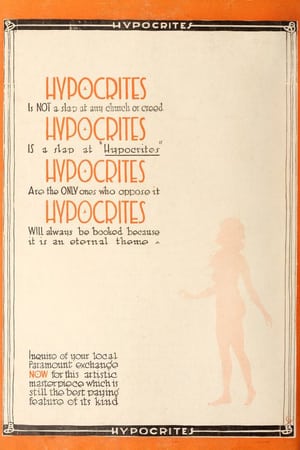 HYPOCRITES
HYPOCRITES
Is NOT a slap at any church or creed
HYPOCRITES
IS a slap at "Hypocrites"
HYPOCRITES
Are the ONLY ones who oppose it
HYPOCRITES
WILL always be booked because
it is an eternal theme
Inquire of your local
Paramount exchange
NOW for this artistic
masterpiece which is
still the best paying
feature of its kind
HYPOCRITES